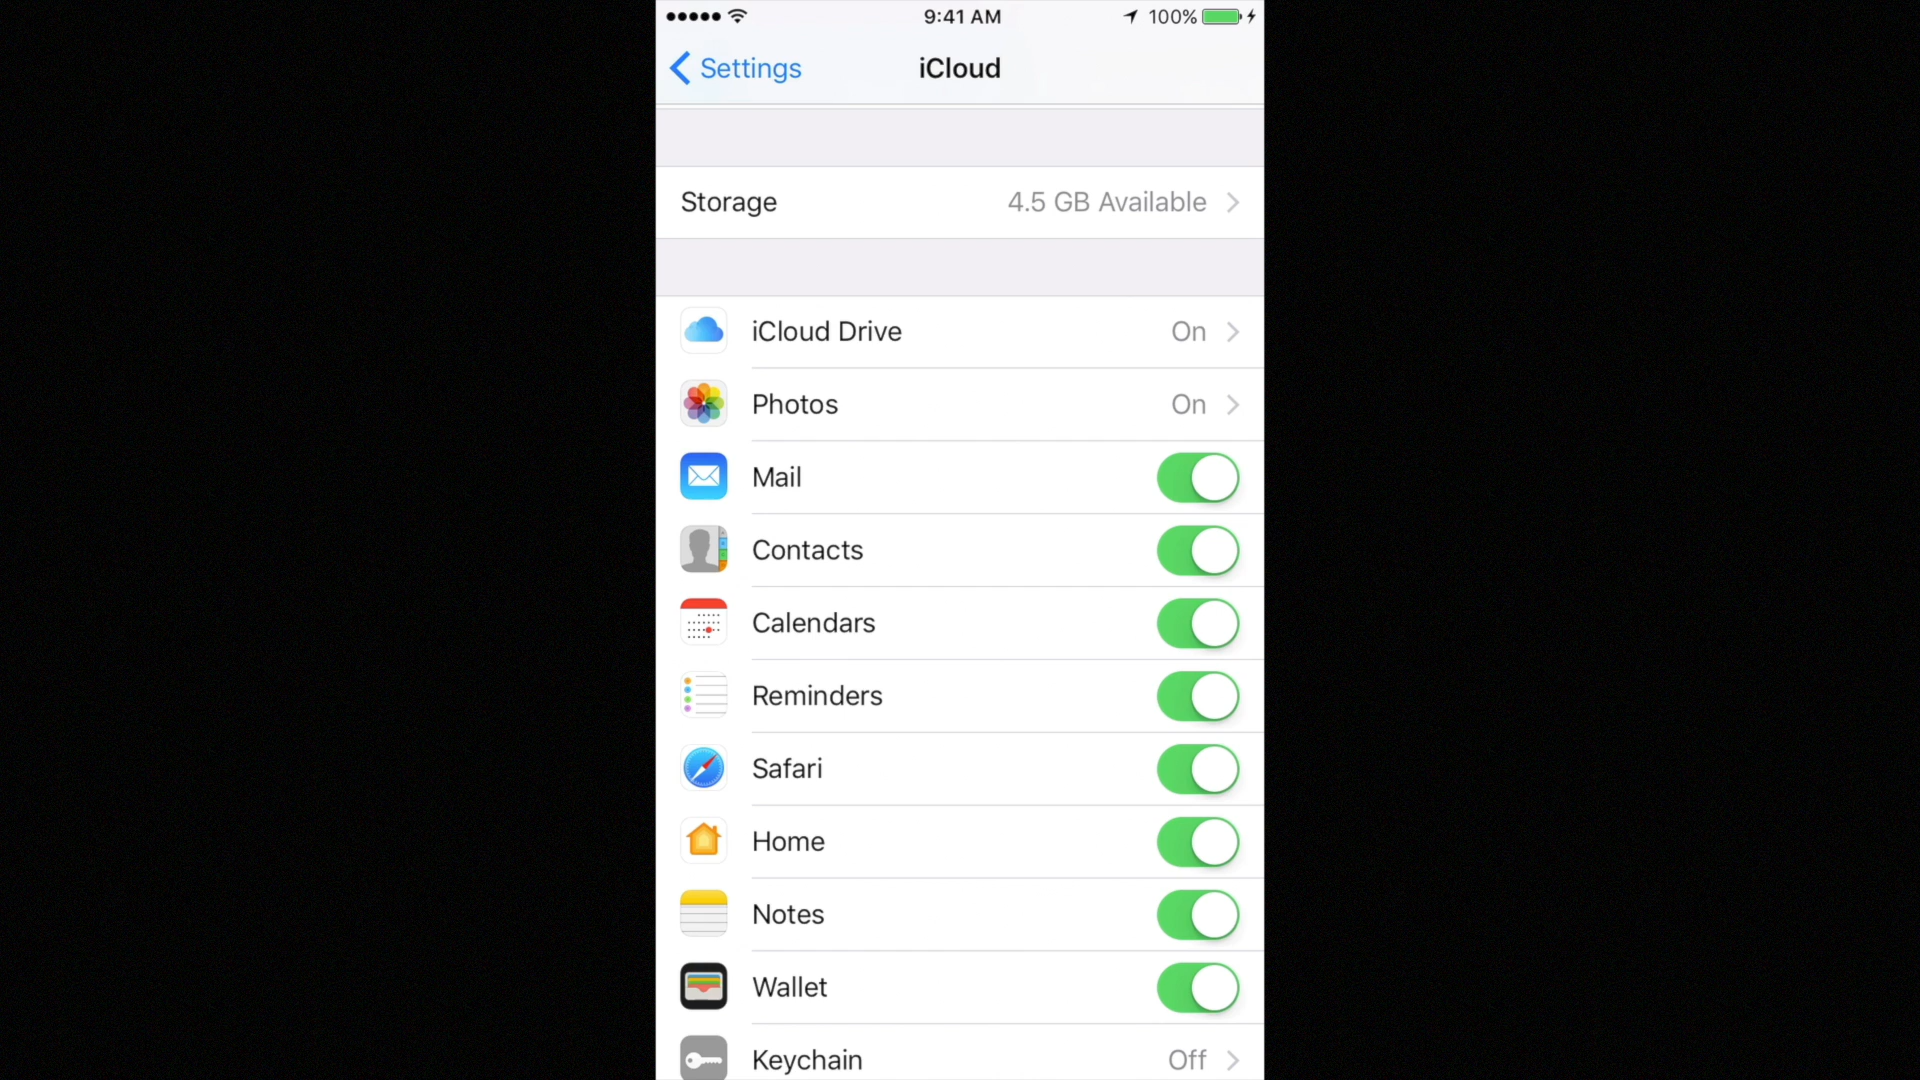 9:41 AM 100%
Settings iCloud
Storage 4.5 GB Available
iCloud Drive On
Photos On
Mail
Contacts
Calendars
Reminders
Safari
Home
Notes
Wallet
Keychain Off